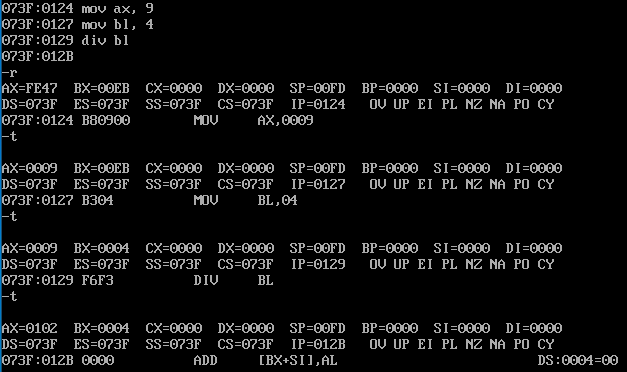 073F:0124 mov ax, 9
073F:0127 mov bl, 4
073F:0129 div bl
073F:012B
-r
AX=FE47  BX=00EB  CX=0000  DX=0000  SP=00FD  BP=0000  SI=0000  DI=0000
DS=073F  ES=073F  SS=073F  CS=073F  IP=0124   OV UP EI PL NZ NA PO CY
073F:0124 B80900        MOV     AX,0009
-t
AX=0009  BX=00EB  CX=0000  DX=0000  SP=00FD  BP=0000  SI=0000  DI=0000
DS=073F  ES=073F  SS=073F  CS=073F  IP=0127   OV UP EI PL NZ NA PO CY
073F:0127 B304          MOV     BL,04
-t
AX=0009  BX=0004  CX=0000  DX=0000  SP=00FD  BP=0000  SI=0000  DI=0000
DS=073F  ES=073F  SS=073F  CS=073F  IP=0129   OV UP EI PL NZ NA PO CY
073F:0129 F6F3          DIV     BL
-t
AX=0102  BX=0004  CX=0000  DX=0000  SP=00FD  BP=0000  SI=0000  DI=0000
DS=073F  ES=073F  SS=073F  CS=073F  IP=012B   OV UP EI PL NZ NA PO CY
073F:012B 0000          ADD     [BX+SI],AL                         DS:0004=00